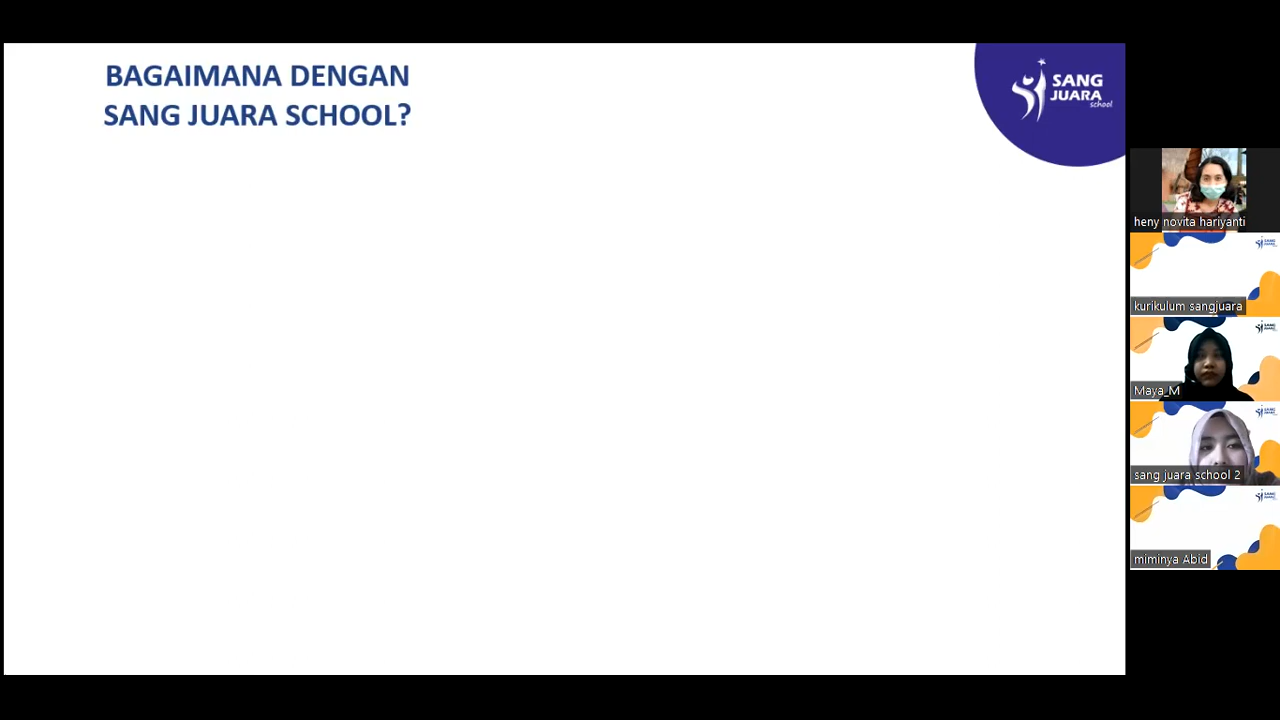 BAGAIMANA DENGAN
SANG JUARA SCHOOL?
SANG
JUARA
school
heny novita hariyanti
kurikulum sangjuara
Maya_M
sang juara school 2
miminya Abid